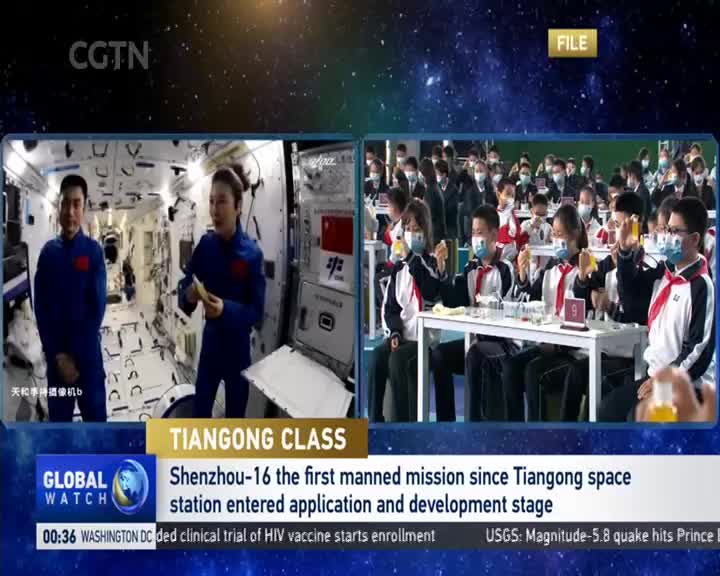 CGTN
FILE
天和手持摄像机b
9
TIANGONG CLASS
Shenzhou-16 the first manned mission since Tiangong space
station entered application and development stage
GLOBAL
WATCH
00:36 WASHINGTON DC
ded clinical trial of HIV vaccine starts enrollment USGS: Magnitude-5.8 quake hits Prince